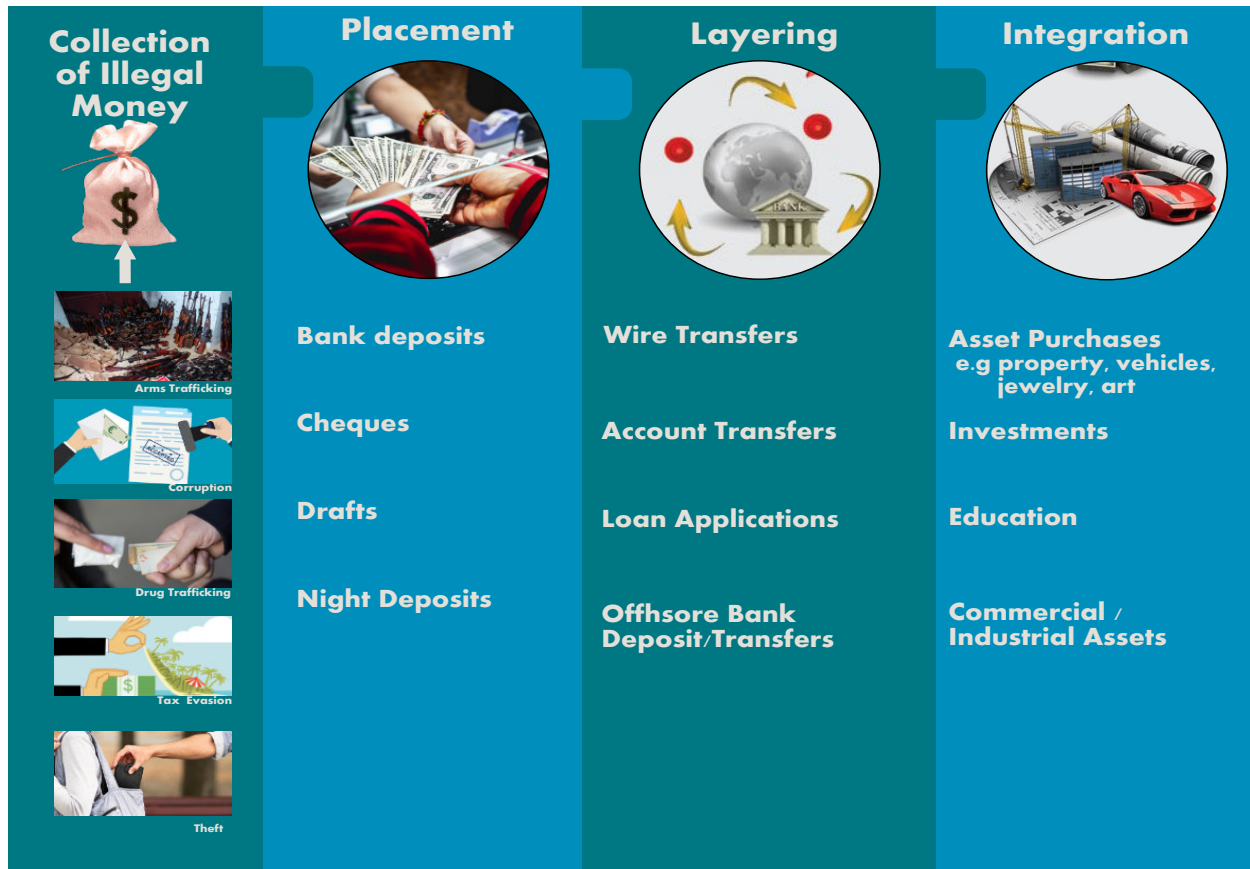 Collection
of Illegal
Money
$
Arms Trafficking
Corruption
Drug Trafficking
$
Tax Evasion
Theft
Placement
Bank deposits
Cheques
Drafts
Night Deposits
Layering
BANK
Wire Transfers
Account Transfers
Loan Applications
Offhsore Bank
Deposit/Transfers
Integration
Asset Purchases
e.g property, vehicles,
jewelry, art
Investments
Education
Commercial /
Industrial Assets